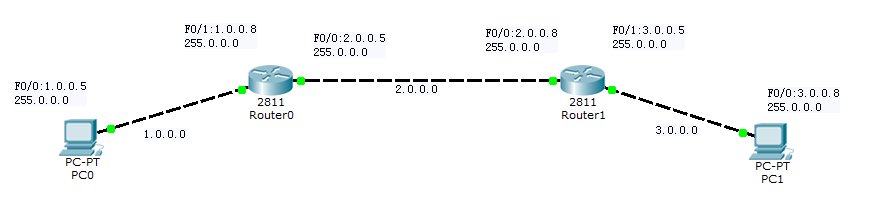 F0/1:1.0.0.8
255.0.0.0
F0/0:2.0.0.5
255.0.0.0
F0/0:2.0.0.8
255.0.0.0
F0/1:3.0.0.5
255.0.0.0
F0/0:1.0.0.5
255.0.0.0
2811
Router0
2.0.0.0
2811
Router1
F0/0:3.0.0.8
255.0.0.0
1.0.0.0
3.0.0.0
PC-PT
PC0
PC-PT
PC1